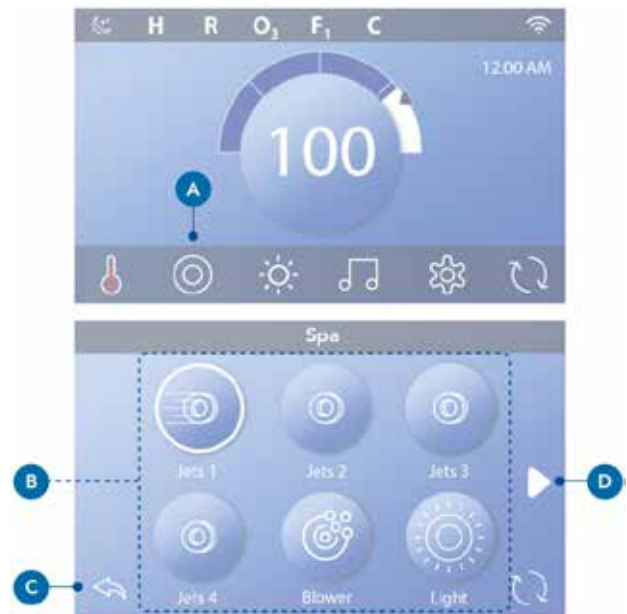 H R O₃ F₁ C
12:00 AM
100
A
Spa
Jets 1 Jets 2 Jets 3
B D
Jets 4 Blower Light
C